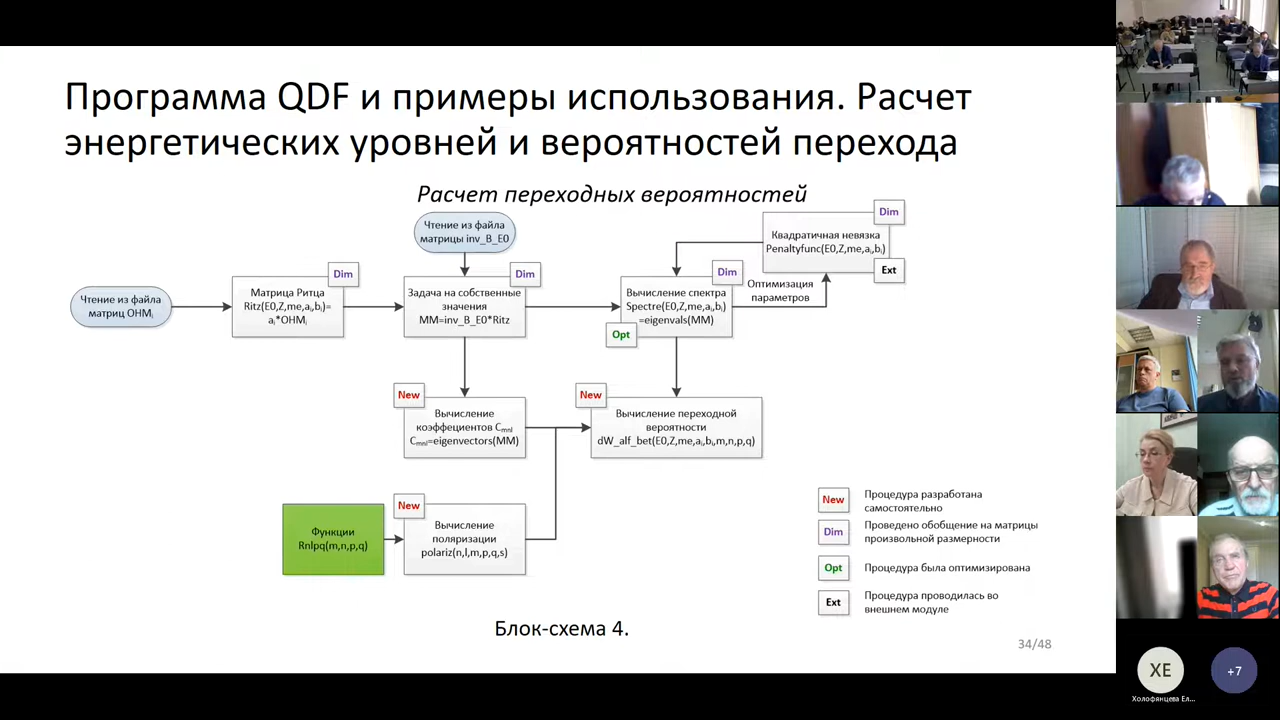 Программа QDF и примеры использования. Расчет
энергетических уровней и вероятностей перехода
Расчет переходных вероятностей
Чтение из файла
матрицы inv_B_E0
Dim
Квадратичная невязка
Penaltyfunc(E0,Z,me,aᵢ,bᵢ)
Ext
Оптимизация
параметров
Чтение из файла
матриц OHMᵢ
Dim
Матрица Ритца
Ritz(E0,Z,me,aᵢ,bᵢ)=
aᵢ*OHMᵢ
Dim
Задача на собственные
значения
MM=inv_B_E0*Ritz
Dim
Вычисление спектра
Spectre(E0,Z,me,aᵢ,bᵢ)
=eigenvals(MM)
Opt
New
Вычисление
коэффецициентов Cmnl
Cmnl=eigenvectors(MM)
New
Вычисление переходной
вероятности
dW_alf_bet(E0,Z,me,aᵢ,bᵢ,m,n,p,q)
Функции
Rnlpq(m,n,p,q)
New
Вычисление
поляризации
polariz(n,l,m,p,q,s)
New
Процедура разработана
самостоятельно
Dim
Проведено обобщение на матрицы
произвольной размерности
Opt
Процедура была оптимизирована
Ext
Процедура проводилась во
внешнем модуле
Блок-схема 4.
34/48
XE
Холофянцева Ел...
+7